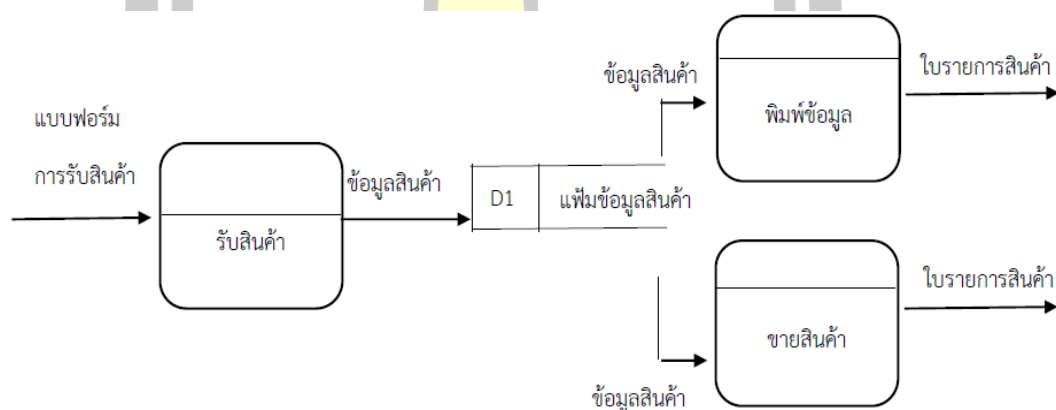 แบบฟอร์ม
การรับสินค้า
รับสินค้า
ข้อมูลสินค้า
D1
แฟ้มข้อมูลสินค้า
ข้อมูลสินค้า
พิมพ์ข้อมูล
ใบรายการสินค้า
ข้อมูลสินค้า
ขายสินค้า
ใบรายการสินค้า